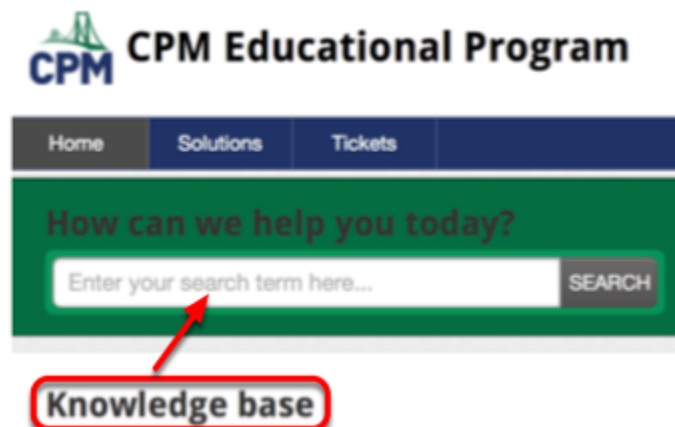 CPM
CPM Educational Program
Home Solutions Tickets
How can we help you today?
Enter your search term here... SEARCH
Knowledge base